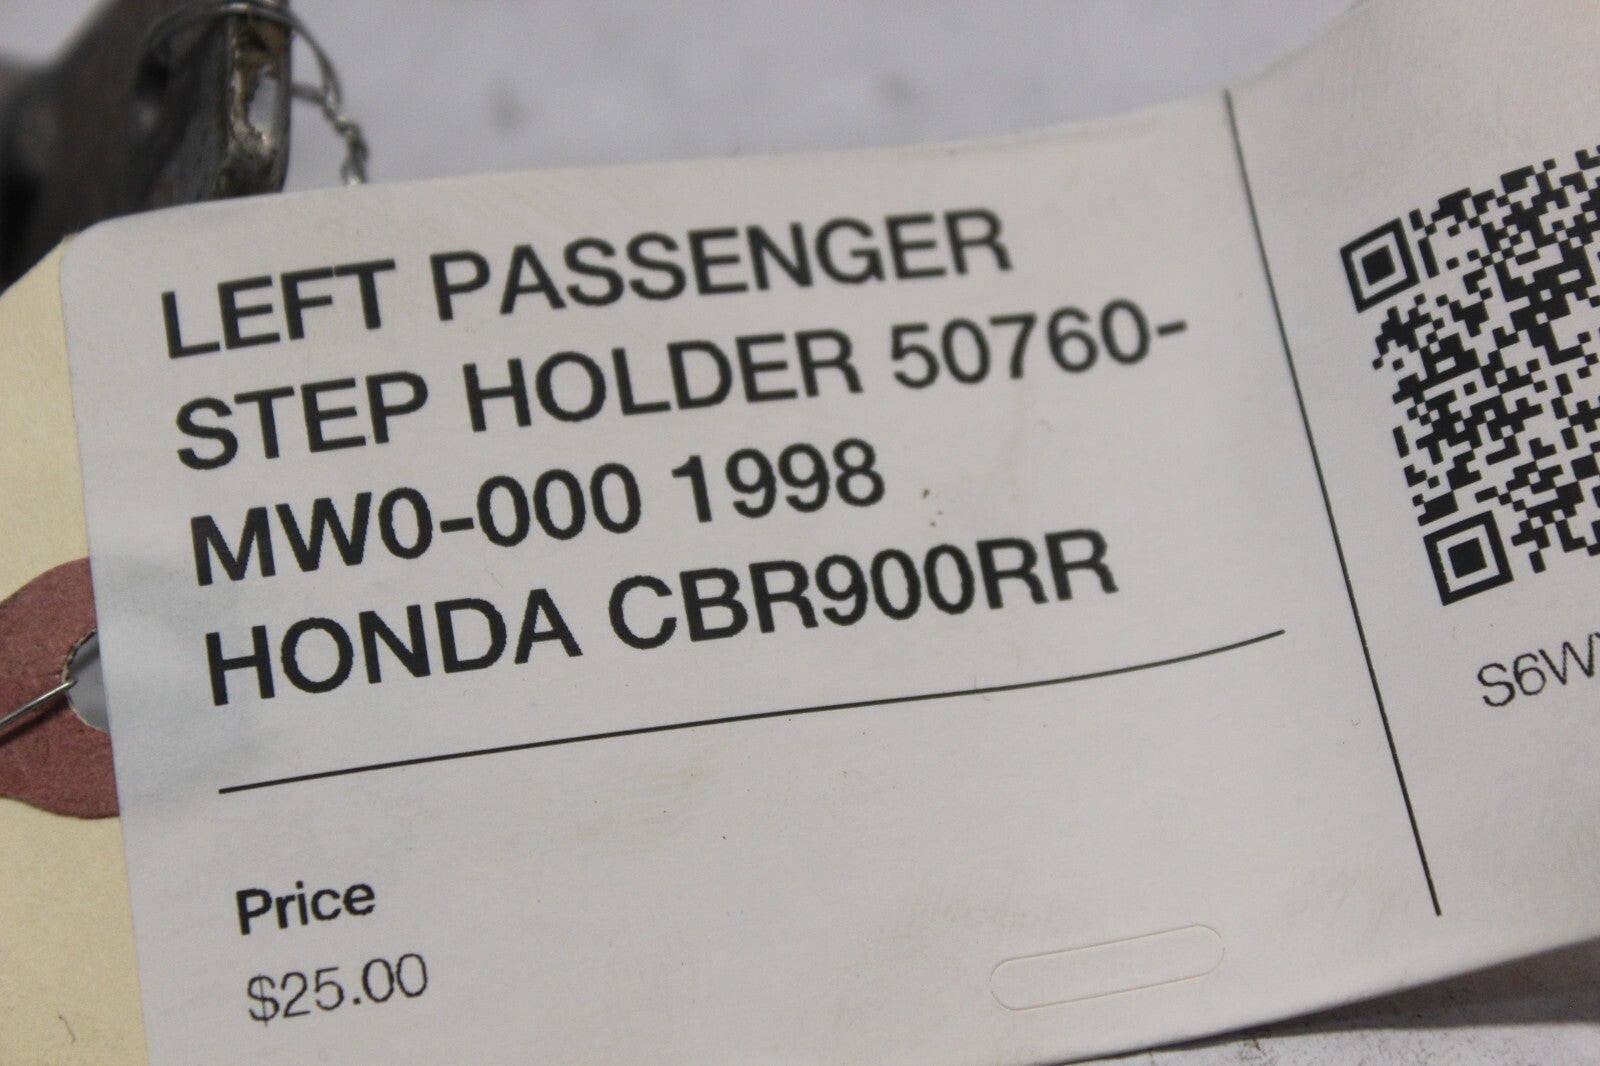 LEFT PASSENGER
STEP HOLDER 50760-
MW0-000 1998
HONDA CBR900RR
Price
$25.00